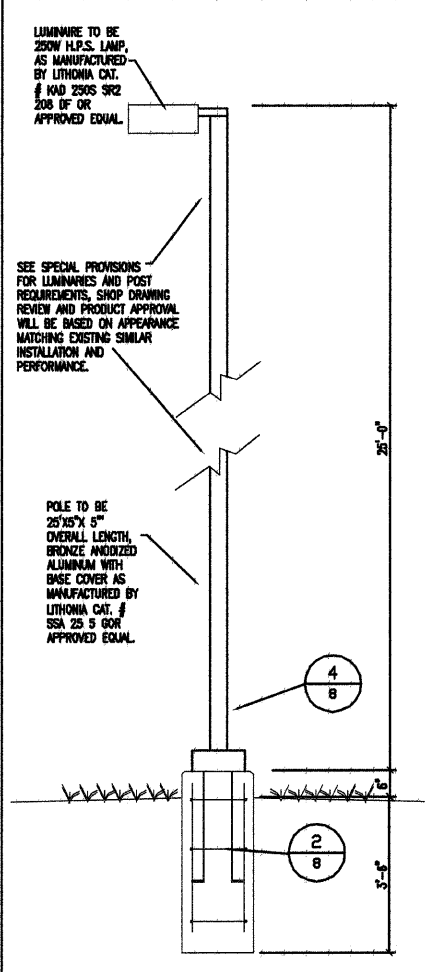 LUMINAIRE TO BE
250W H.P.S. LAMP,
AS MANUFACTURED
BY LITHONIA CAT.
# KAD 250S SR2
208 DF OR
APPROVED EQUAL.
SEE SPECIAL PROVISIONS
FOR LUMINARIES AND POST
REQUIREMENTS, SHOP DRAWING
REVIEW AND PRODUCT APPROVAL
WILL BE BASED ON APPEARANCE
MATCHING EXISTING SIMILAR
INSTALLATION AND
PERFORMANCE.
25'-0"
POLE TO BE
25'X5"X 5"
OVERALL LENGTH,
BRONZE ANODIZED
ALUMINUM WITH
BASE COVER AS
MANUFACTURED BY
LITHONIA CAT. #
SSA 25 5 GOR
APPROVED EQUAL.
4
8
6"
2
8
3'-6"